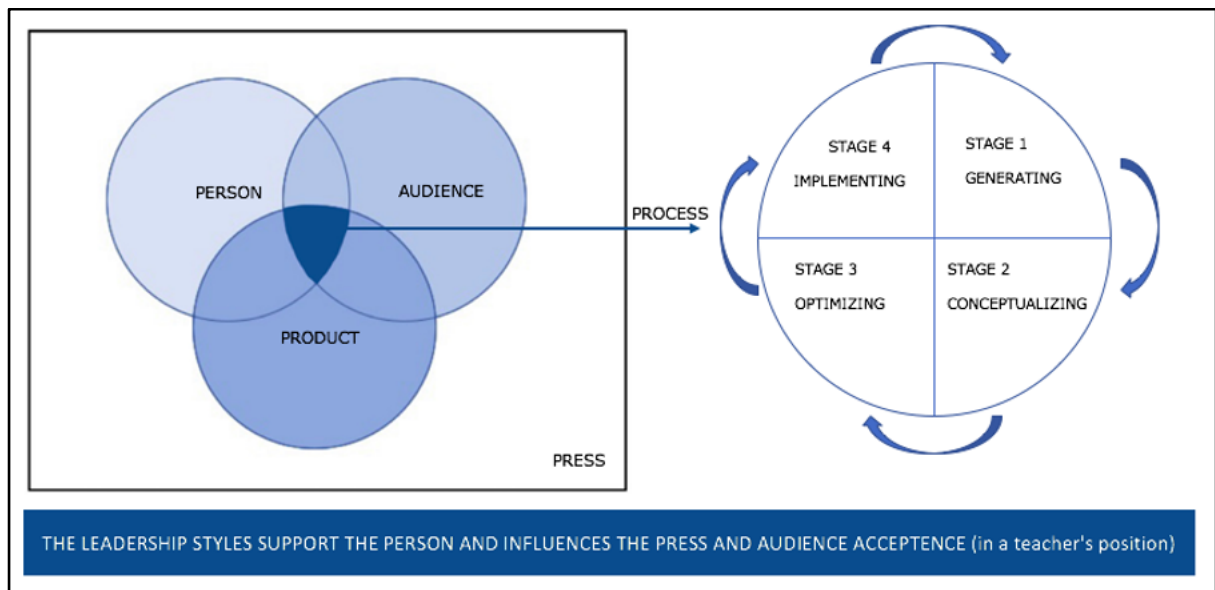 PERSON
AUDIENCE
PRODUCT
PRESS
PROCESS
STAGE 4
IMPLEMENTING
STAGE 1
GENERATING
STAGE 3
OPTIMIZING
STAGE 2
CONCEPTUALIZING
THE LEADERSHIP STYLES SUPPORT THE PERSON AND INFLUENCES THE PRESS AND AUDIENCE ACCEPTENCE (in a teacher's position)